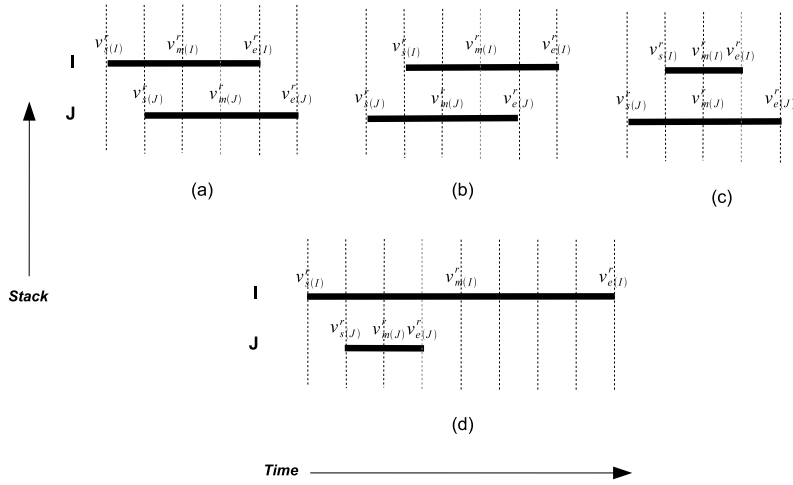 v^r_{s(I)} v^r_{m(I)} v^r_{e(I)}
I
v^r_{s(J)} v^r_{m(J)} v^r_{e(J)}
J
(a)
v^r_{s(I)} v^r_{m(I)} v^r_{e(I)}
v^r_{s(J)} v^r_{m(J)} v^r_{e(J)}
(b)
v^r_{s(I)} v^r_{m(I)} v^r_{e(I)}
v^r_{s(J)} v^r_{m(J)} v^r_{e(J)}
(c)
Stack
v^r_{s(I)} v^r_{m(I)} v^r_{e(I)}
I
v^r_{s(J)} v^r_{m(J)} v^r_{e(J)}
J
(d)
Time